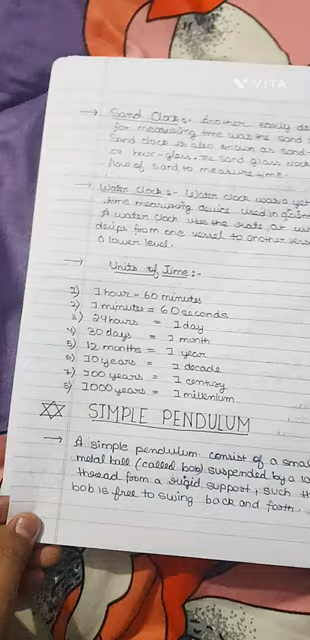 VITA
→ Sand Clock:- Another easily de
for measuring time was the sand
Sand clock is also known as sand
or hour-glass. The sand glass clock
flow of sand to measure time.
→ Water clock:- Water clock was a yet
time measuring device used in
A water clock uses the rate at
drips from one vessel to another
a lower level.
→ Units of Time:-
1) 1 hour = 60 minutes
2) 1 minutes = 60 seconds
3) 24 hours = 1 day
4) 30 days = 1 month
5) 12 months = 1 year
6) 10 years = 1 decade
7) 100 years = 1 century
8) 1000 years = 1 millenium
SIMPLE PENDULUM
→ A simple pendulum consist of a small
metal ball (called bob) suspended by a lo
thread from a rigid support, such th
bob is free to swing back and forth.